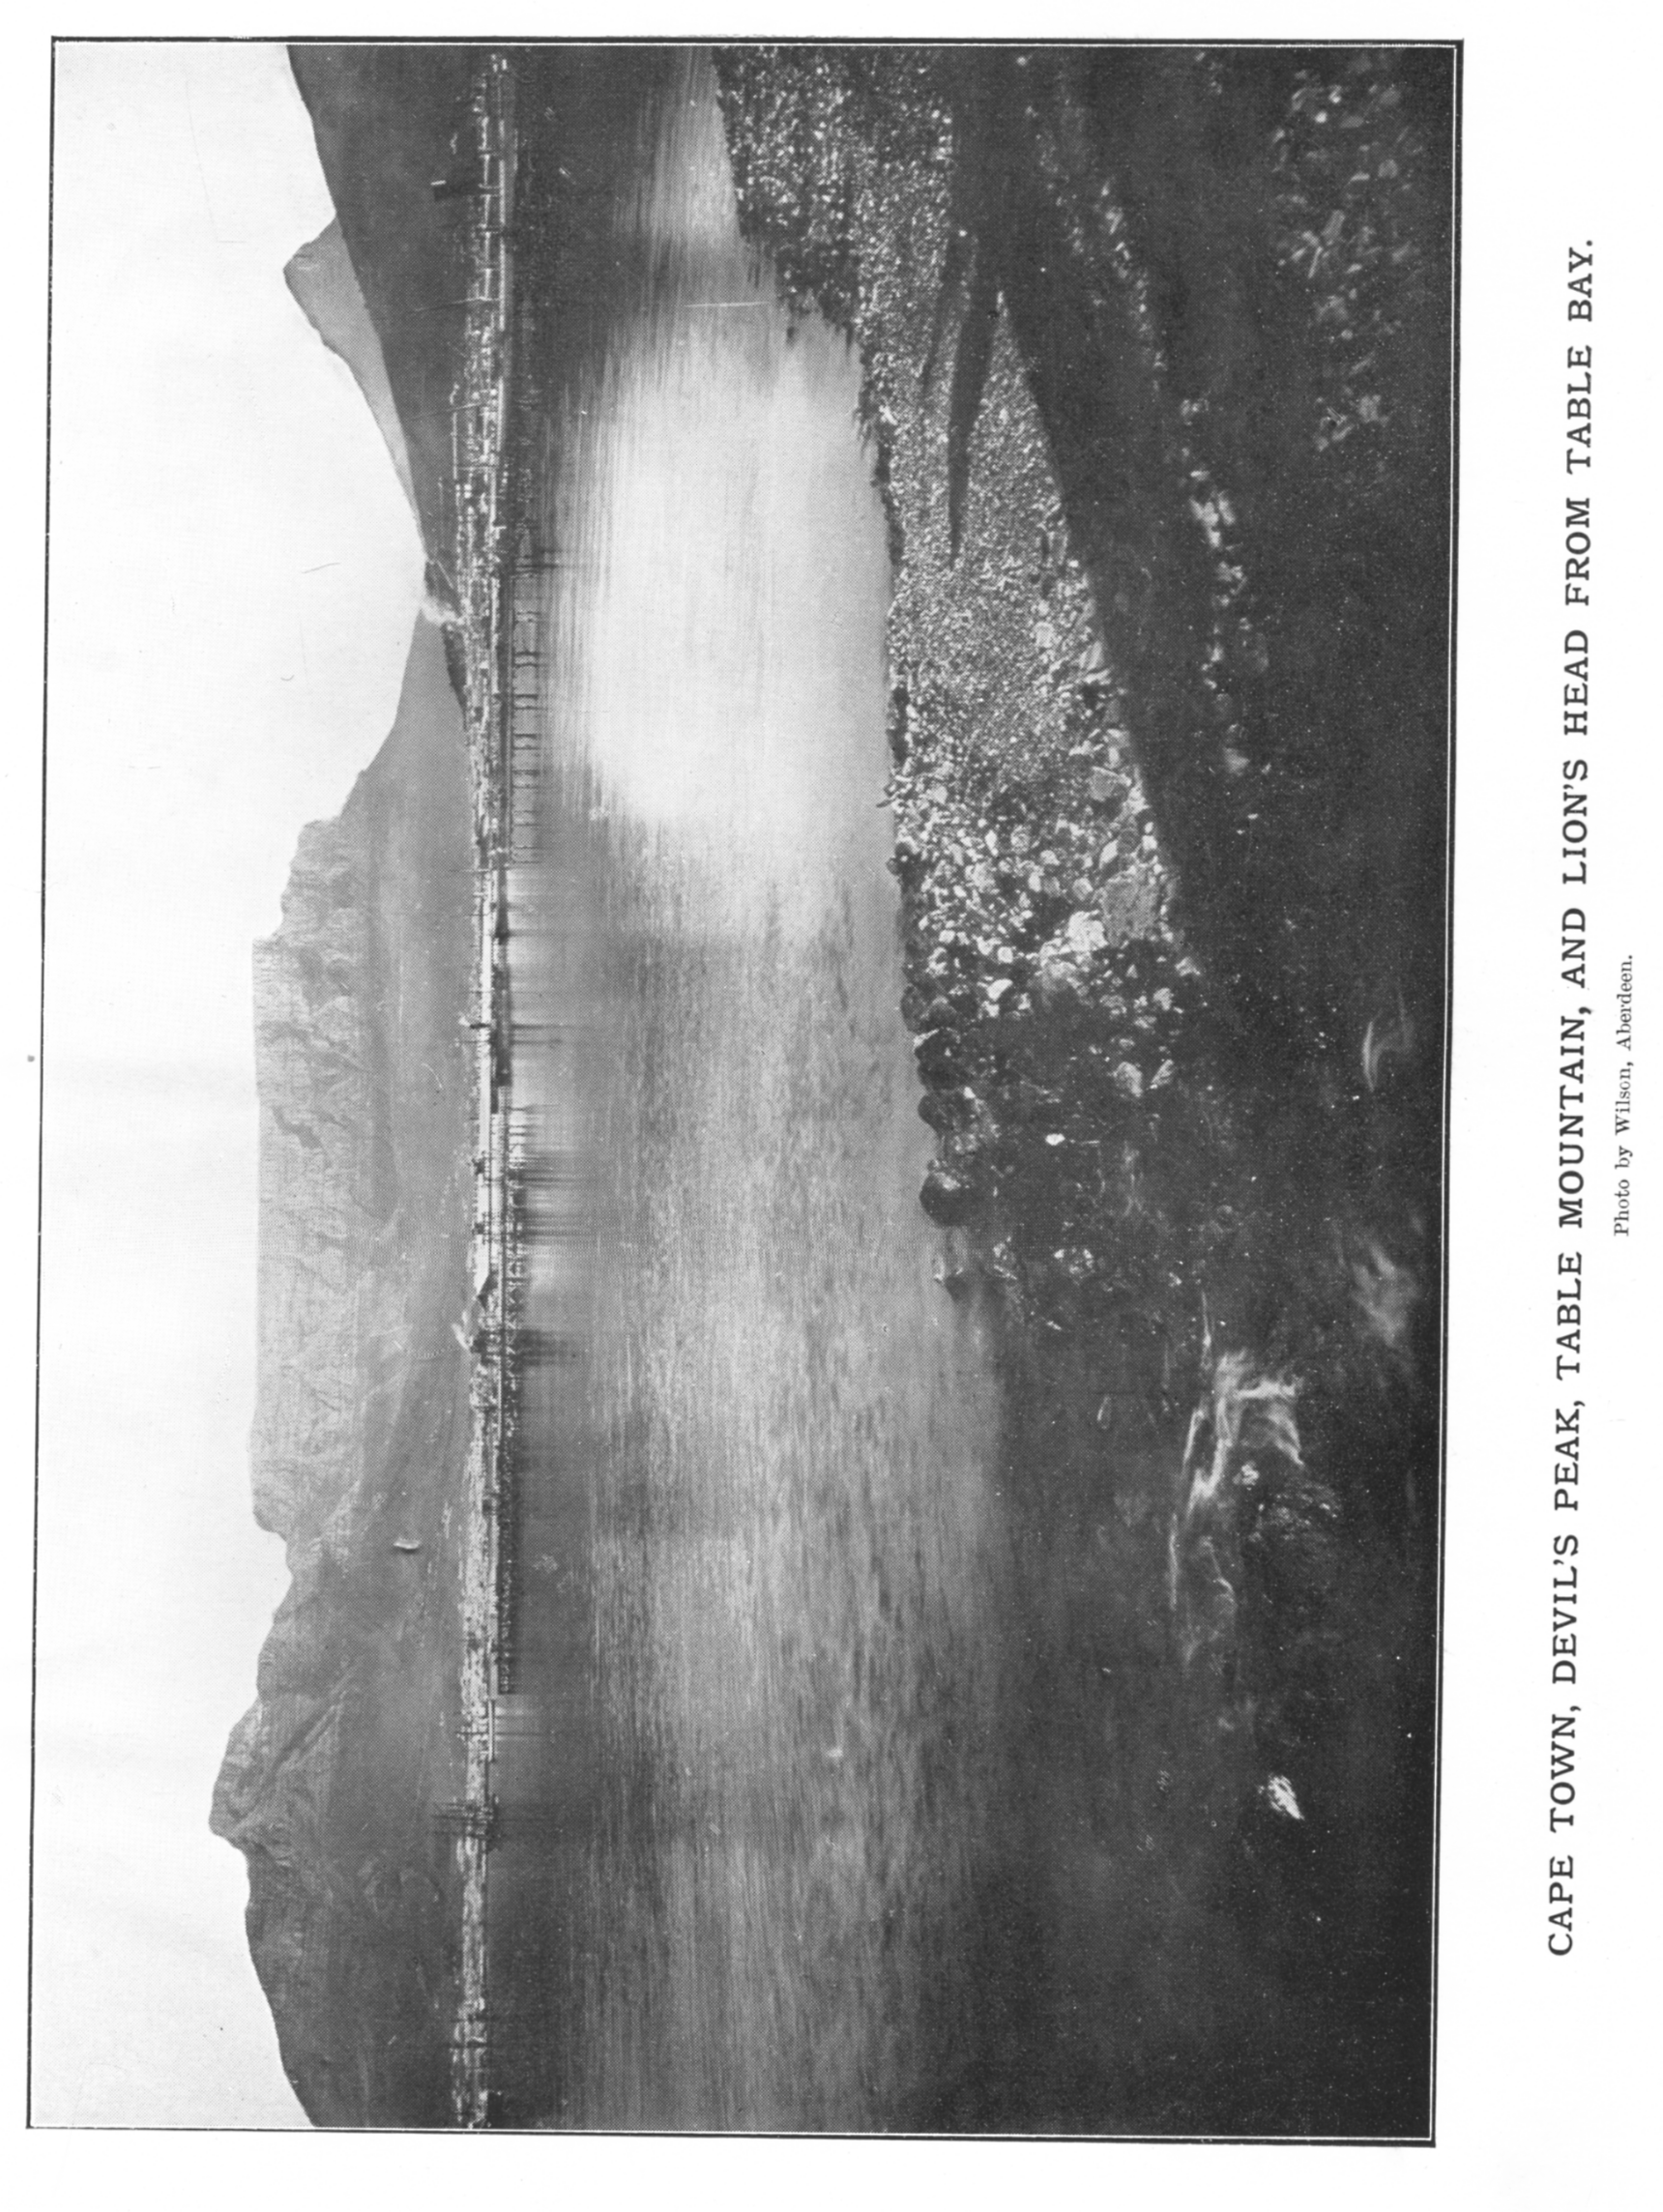 CAPE TOWN, DEVIL'S PEAK, TABLE MOUNTAIN, AND LION'S HEAD FROM TABLE BAY.
Photo by Wilson, Aberdeen.